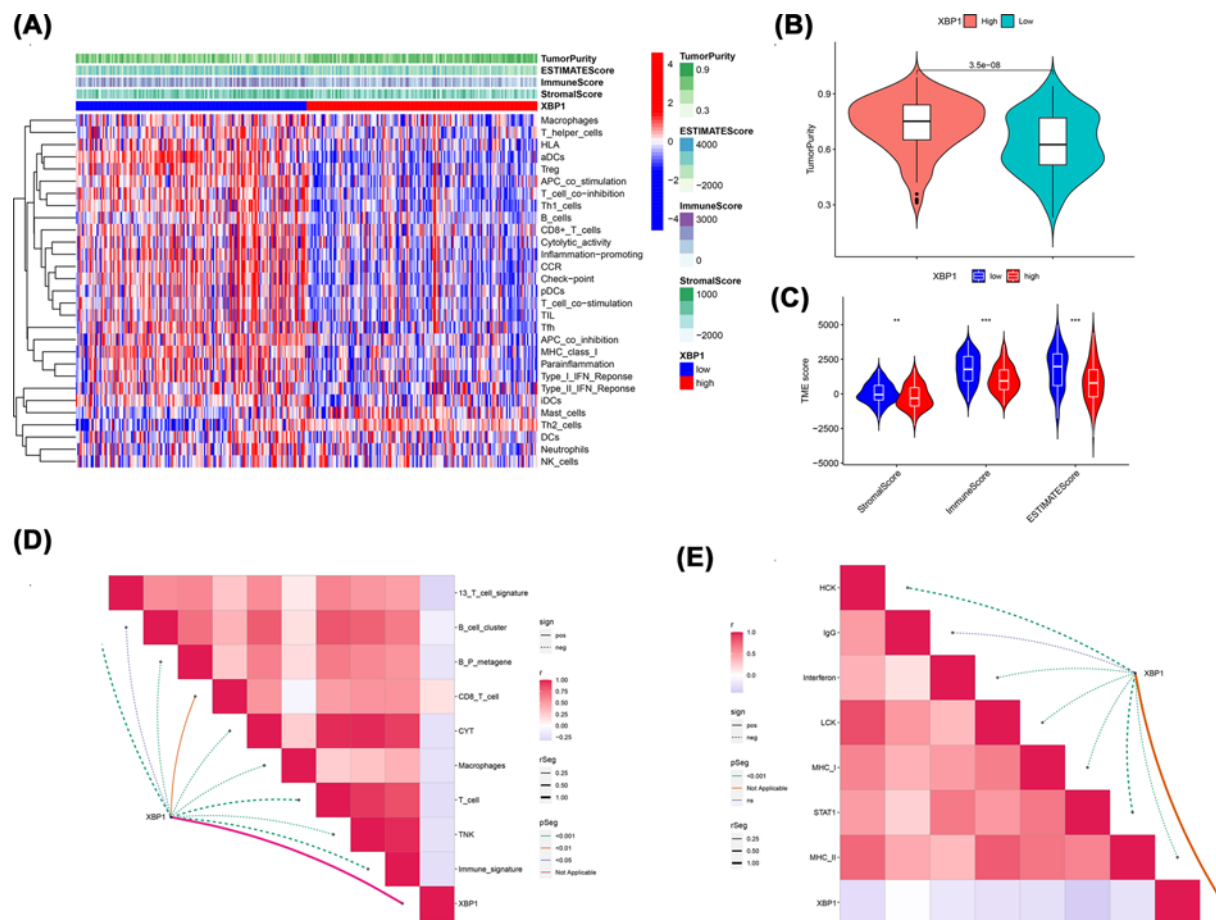 (A)
TumorPurity
ESTIMATEScore
ImmuneScore
StromalScore
XBP1
Macrophages
T_helper_cells
HLA
aDCs
Treg
APC_co_stimulation
T_cell_co-inhibition
Th1_cells
B_cells
CD8+_T_cells
Cytolytic_activity
Inflammation-promoting
CCR
Check-point
pDCs
T_cell_co-stimulation
TIL
Tfh
APC_co_inhibition
MHC_class_I
Parainflammation
Type_I_IFN_Reponse
Type_II_IFN_Reponse
iDCs
Mast_cells
Th2_cells
DCs
Neutrophils
NK_cells
4
2
0
−2
−4
TumorPurity
0.9
0.3
ESTIMATEScore
4000
−2000
ImmuneScore
3000
0
StromalScore
1000
−2000
XBP1
low
high
(B)
XBP1 High Low
3.5e−08
TumorPurity
0.9
0.6
0.3
(C)
XBP1 low high
TME score
5000
2500
0
−2500
−5000
** *** ***
StromalScore
ImmuneScore
ESTIMATEScore
(D)
13_T_cell_signature
B_cell_cluster
B_P_metagene
CD8_T_cell
CYT
Macrophages
T_cell
TNK
Immune_signature
XBP1
XBP1
sign
pos
neg
r
1.00
0.75
0.50
0.25
0.00
−0.25
rSeg
0.25
0.50
1.00
pSeg
<0.001
<0.01
<0.05
Not Applicable
(E)
r
1.0
0.5
0.0
sign
pos
neg
pSeg
<0.001
Not Applicable
ns
rSeg
0.25
0.50
1.00
HCK
IgG
Interferon
LCK
MHC_I
STAT1
MHC_II
XBP1
XBP1